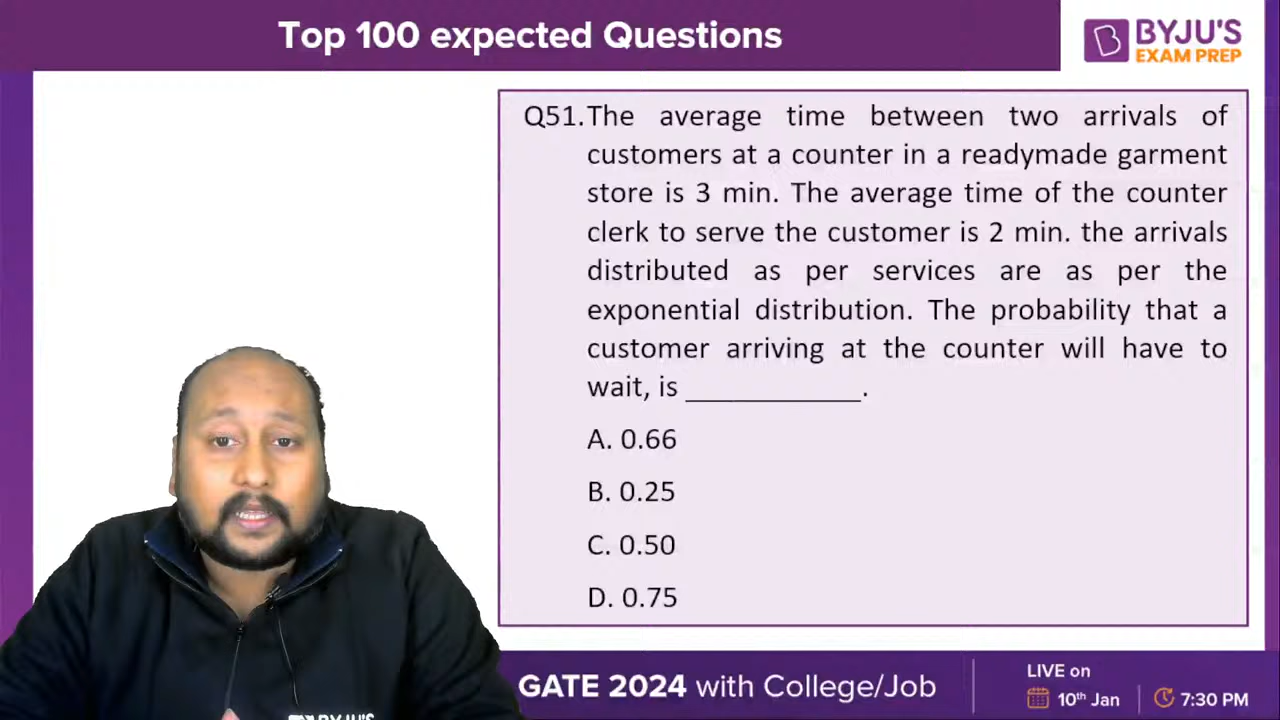 Top 100 expected Questions
BYJU'S
EXAM PREP
Q51. The average time between two arrivals of
customers at a counter in a readymade garment
store is 3 min. The average time of the counter
clerk to serve the customer is 2 min. the arrivals
distributed as per services are as per the
exponential distribution. The probability that a
customer arriving at the counter will have to
wait, is ____________.
A. 0.66
B. 0.25
C. 0.50
D. 0.75
GATE 2024 with College/Job
LIVE on
10th Jan
7:30 PM
BYJU'S